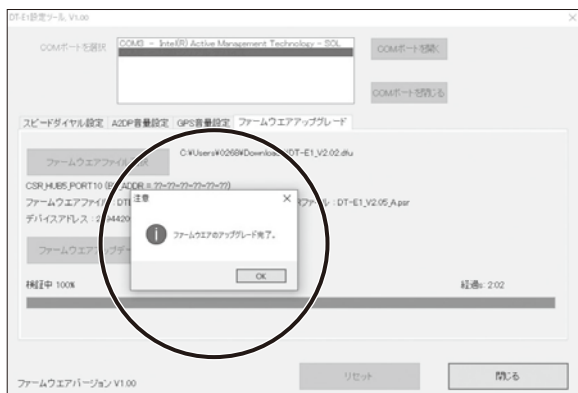 DT-E1設定ツール, V1.00
COMポートを選択
COM3 - Intel(R) Active Management Technology - SOL
COMポートを開く
COMポートを閉じる
スピードダイヤル設定 A2DP音量設定 GPS音量設定 ファームウエアアップグレード
ファームウエアファイル 択
C:¥Users¥0268¥Downloads¥DT-E1_V2.02.dfu
CSR_HUB5_PORT10 ADDR = ??-??-??-??-??-??)
ファームウエアファイ
ファイル : DT-E1_V2.05_A.psr
デバイスアドレス :
ファームウエア
注意
ファームウエアのアップグレード完了。
OK
検証中 100%
経過s: 2:02
ファームウエアバージョン V1.00
リセット
閉じる